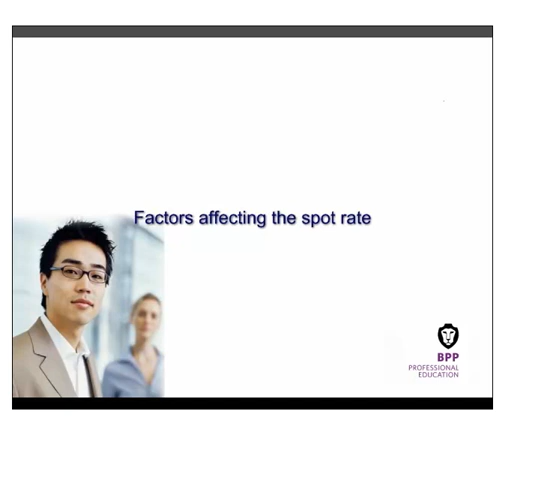 Factors affecting the spot rate
BPP
PROFESSIONAL
EDUCATION